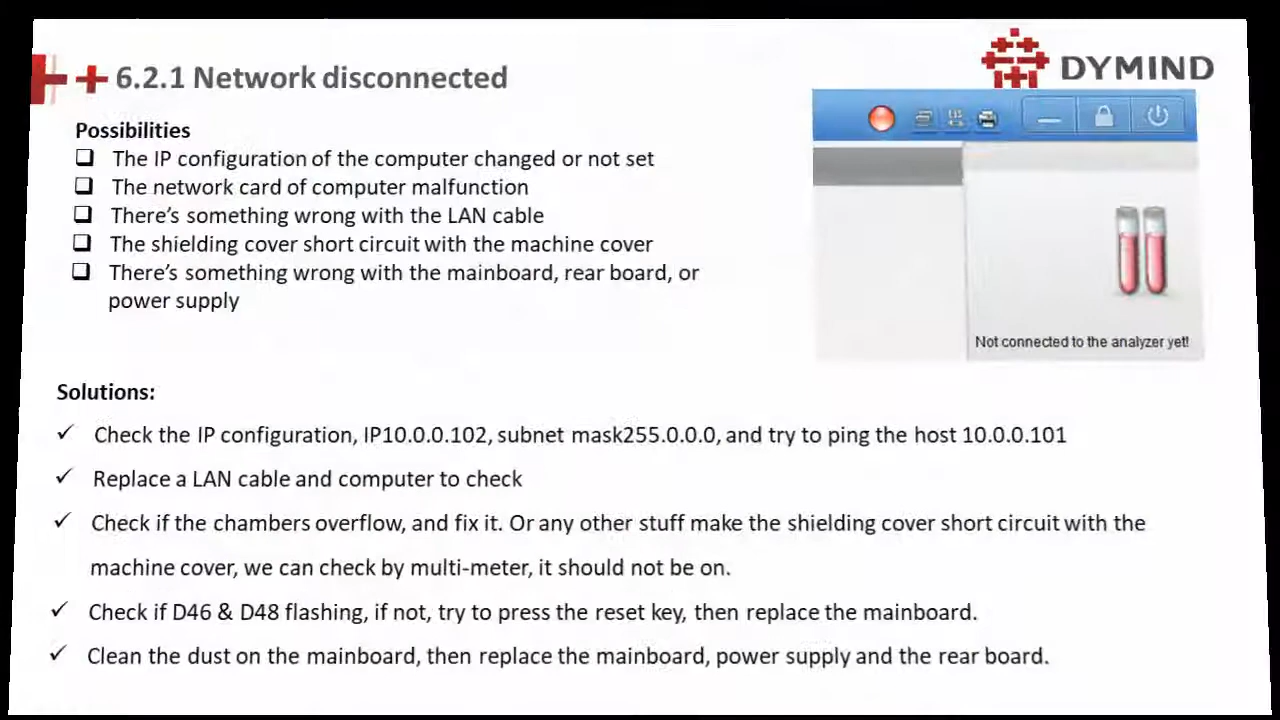 6.2.1 Network disconnected
DYMIND
Possibilities
❑ The IP configuration of the computer changed or not set
❑ The network card of computer malfunction
❑ There's something wrong with the LAN cable
❑ The shielding cover short circuit with the machine cover
❑ There's something wrong with the mainboard, rear board, or
power supply
Not connected to the analyzer yet!
Solutions:
✓ Check the IP configuration, IP10.0.0.102, subnet mask255.0.0.0, and try to ping the host 10.0.0.101
✓ Replace a LAN cable and computer to check
✓ Check if the chambers overflow, and fix it. Or any other stuff make the shielding cover short circuit with the
machine cover, we can check by multi-meter, it should not be on.
✓ Check if D46 & D48 flashing, if not, try to press the reset key, then replace the mainboard.
✓ Clean the dust on the mainboard, then replace the mainboard, power supply and the rear board.